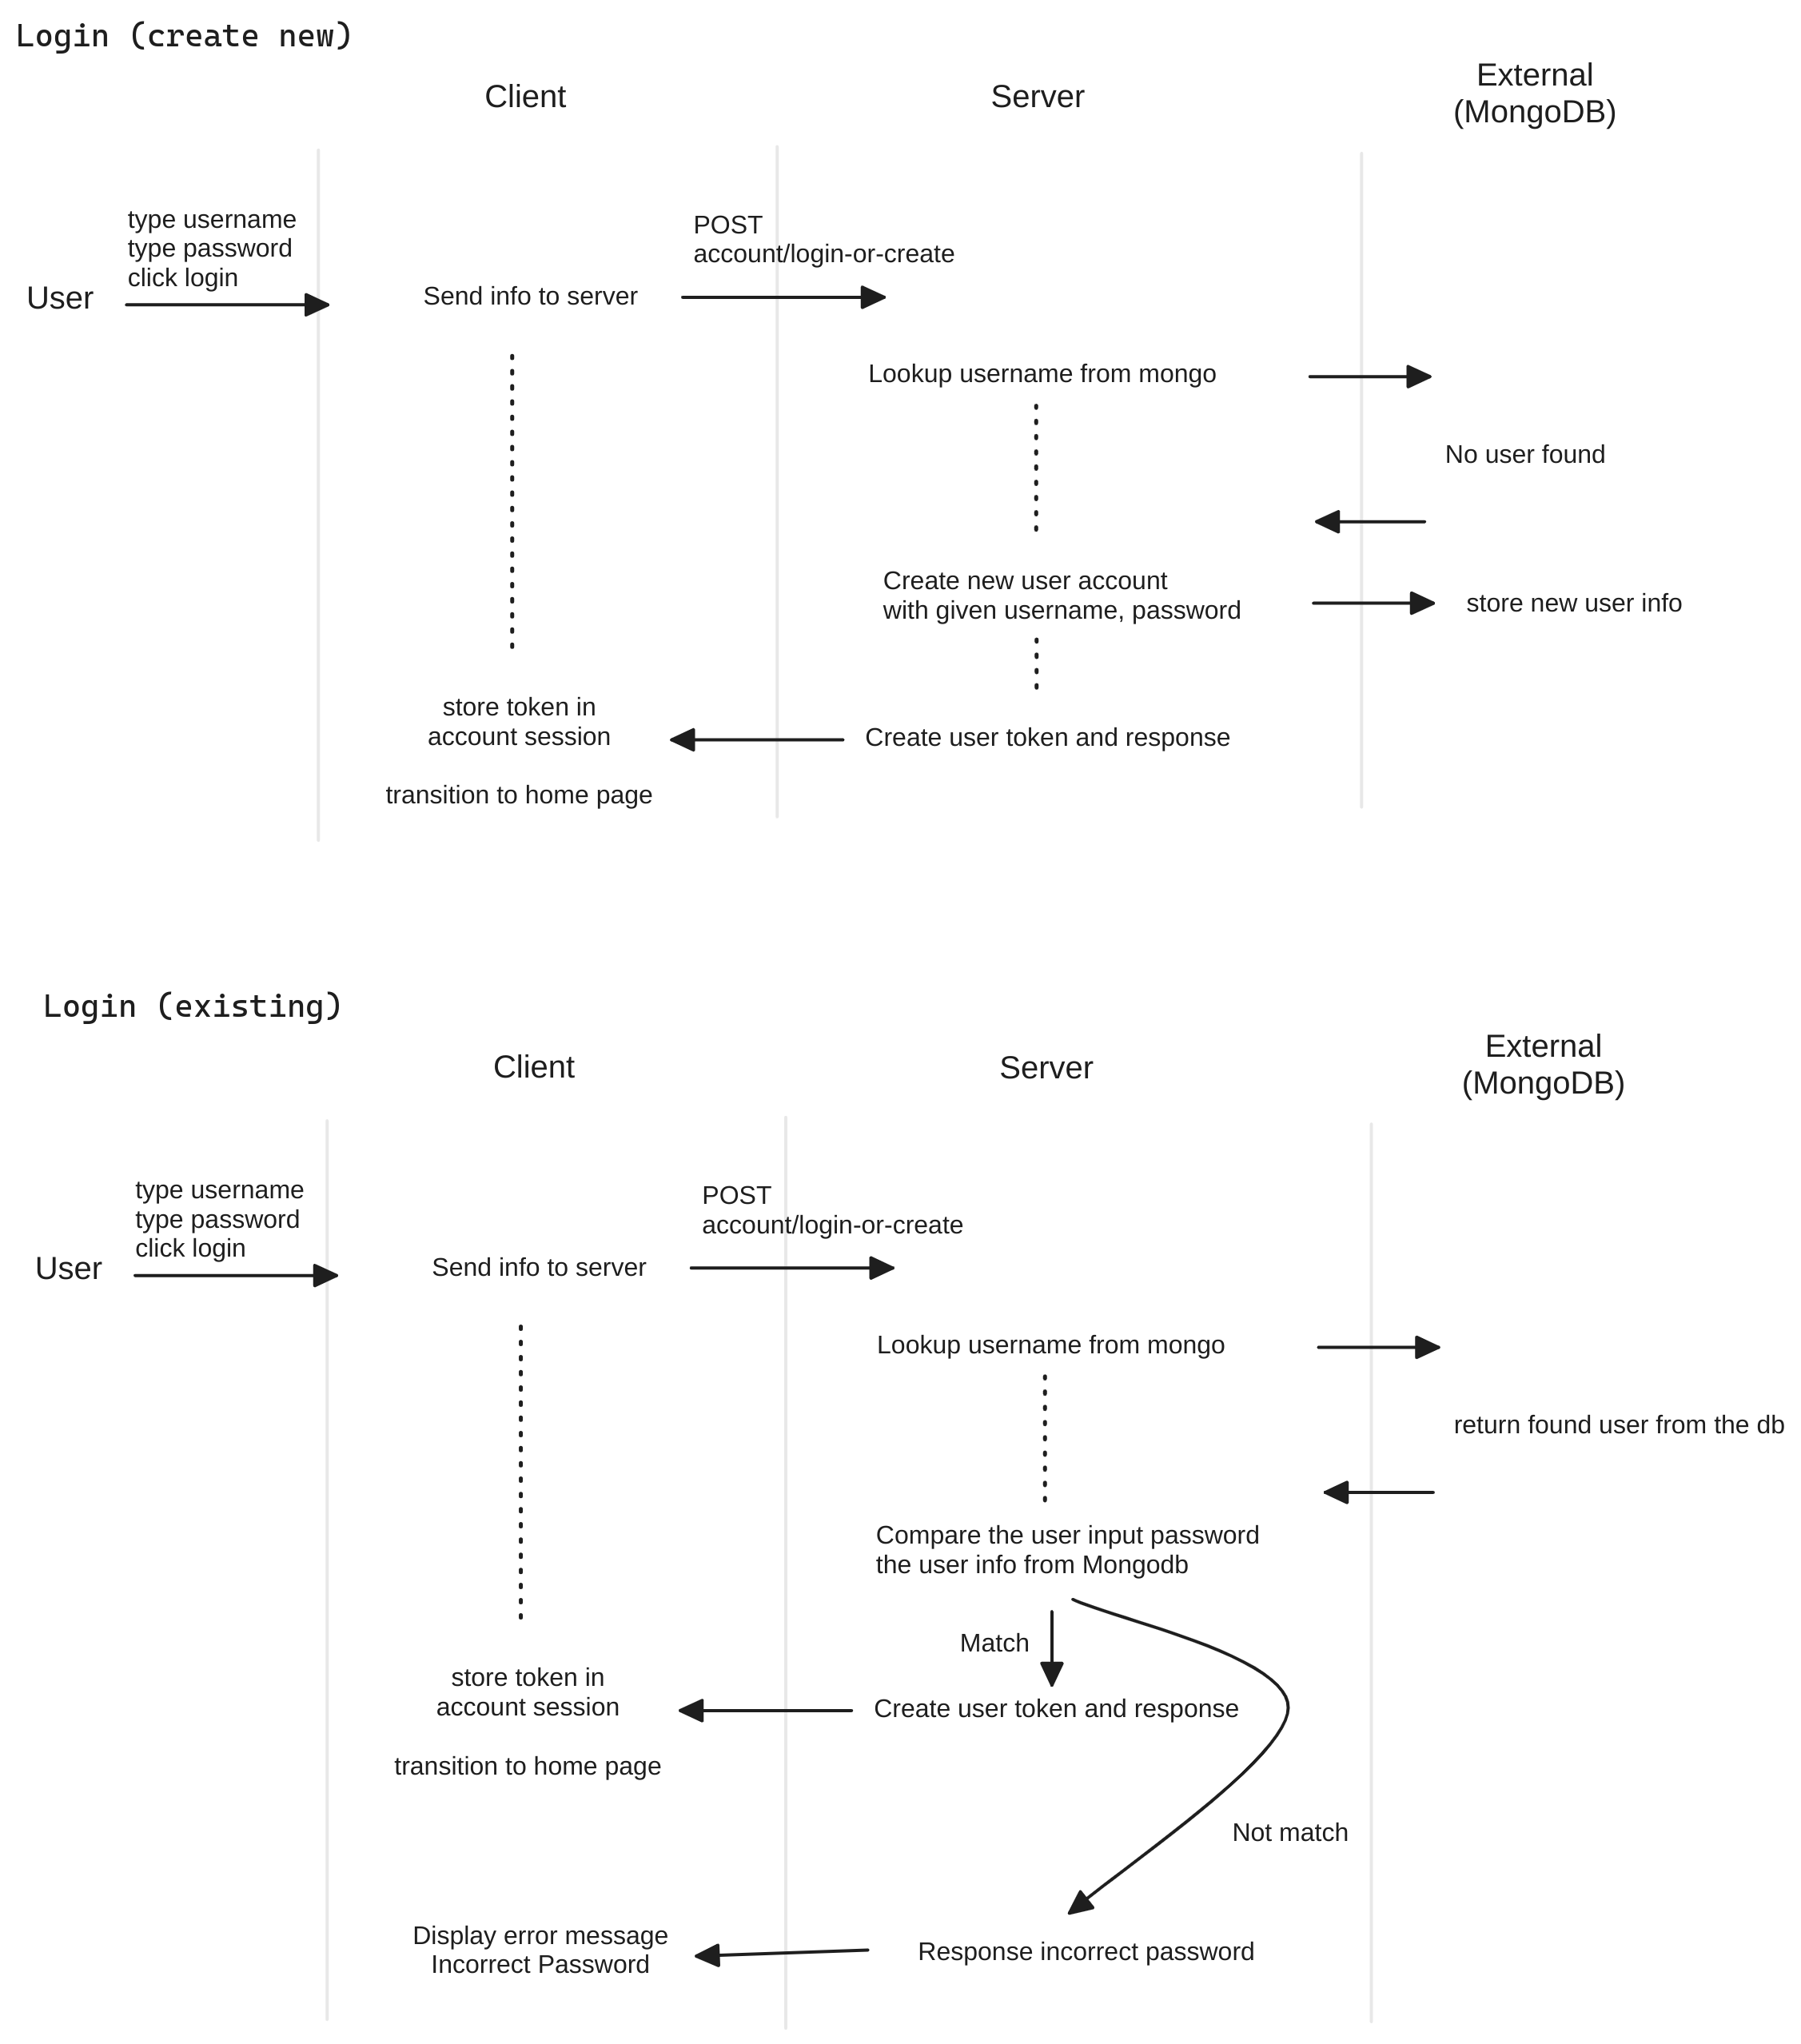 Login (create new)
Client
Server
External
(MongoDB)
type username
type password
click login
User
Send info to server
POST
account/login-or-create
Lookup username from mongo
No user found
Create new user account
with given username, password
store new user info
store token in
account session
Create user token and response
transition to home page
Login (existing)
Client
Server
External
(MongoDB)
type username
type password
click login
User
Send info to server
POST
account/login-or-create
Lookup username from mongo
return found user from the db
Compare the user input password
the user info from Mongodb
Match
store token in
account session
Create user token and response
transition to home page
Not match
Display error message
Incorrect Password
Response incorrect password